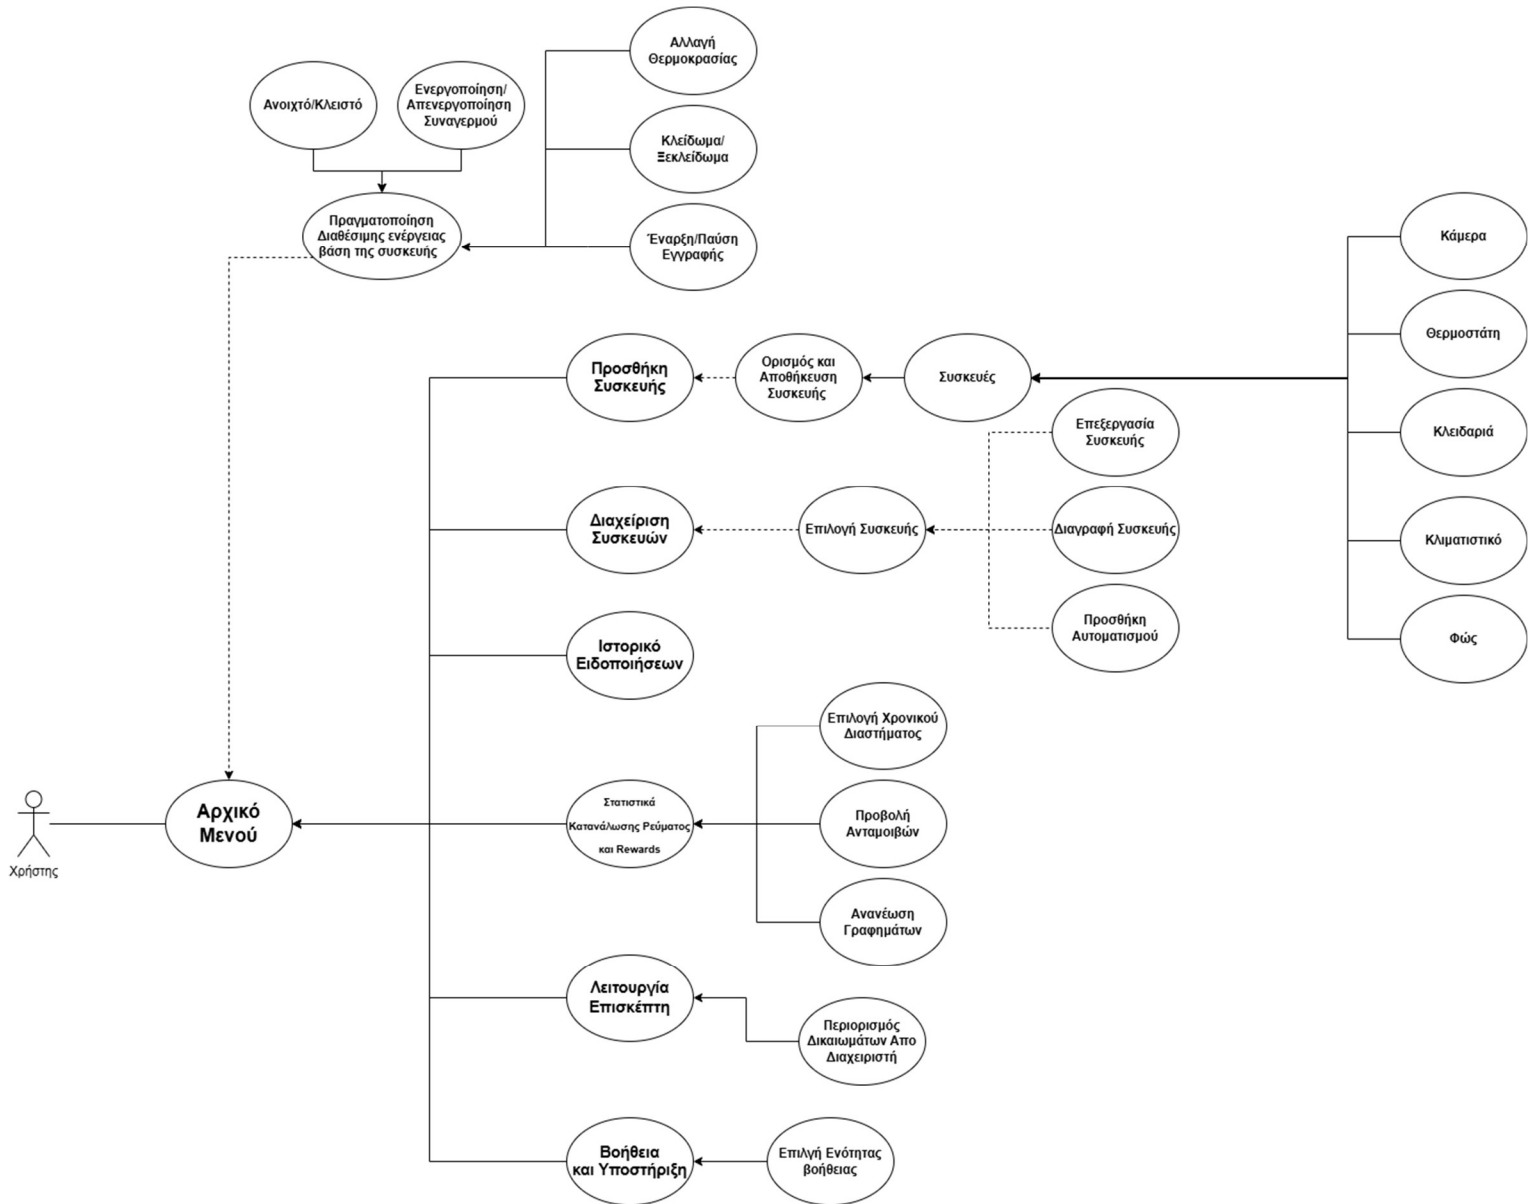 Αλλαγή
Θερμοκρασίας
Ανοιχτό/Κλειστό
Ενεργοποίηση/
Απενεργοποίηση
Συναγερμού
Κλείδωμα/
Ξεκλείδωμα
Πραγματοποίηση
Διαθέσιμης ενέργειας
βάση της συσκευής
Έναρξη/Παύση
Εγγραφής
Κάμερα
Θερμοστάτη
Προσθήκη
Συσκευής
Ορισμός και
Αποθήκευση
Συσκευής
Συσκευές
Επεξεργασία
Συσκευής
Κλειδαριά
Διαχείριση
Συσκευών
Επιλογή Συσκευής
Διαγραφή Συσκευής
Κλιματιστικό
Προσθήκη
Αυτοματισμού
Φώς
Ιστορικό
Ειδοποιήσεων
Επιλογή Χρονικού
Διαστήματος
Χρήστης
Αρχικό
Μενού
Στατιστικά
Κατανάλωσης Ρεύματος
και Rewards
Προβολή
Ανταμοιβών
Ανανέωση
Γραφημάτων
Λειτουργία
Επισκέπτη
Περιορισμός
Δικαιωμάτων Απο
Διαχειριστή
Βοήθεια
και Υποστήριξη
Επιλγή Ενότητας
βοήθειας